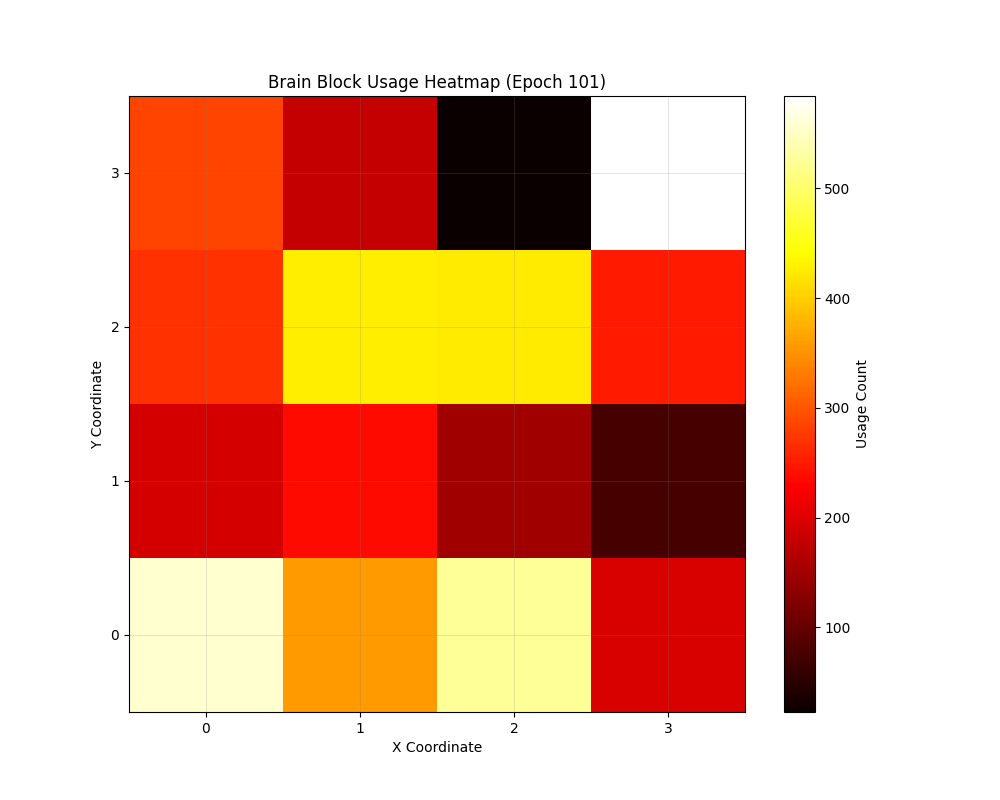 Brain Block Usage Heatmap (Epoch 101)
3
2
1
0
Y Coordinate
0 1 2 3
X Coordinate
500
400
300
200
100
Usage Count